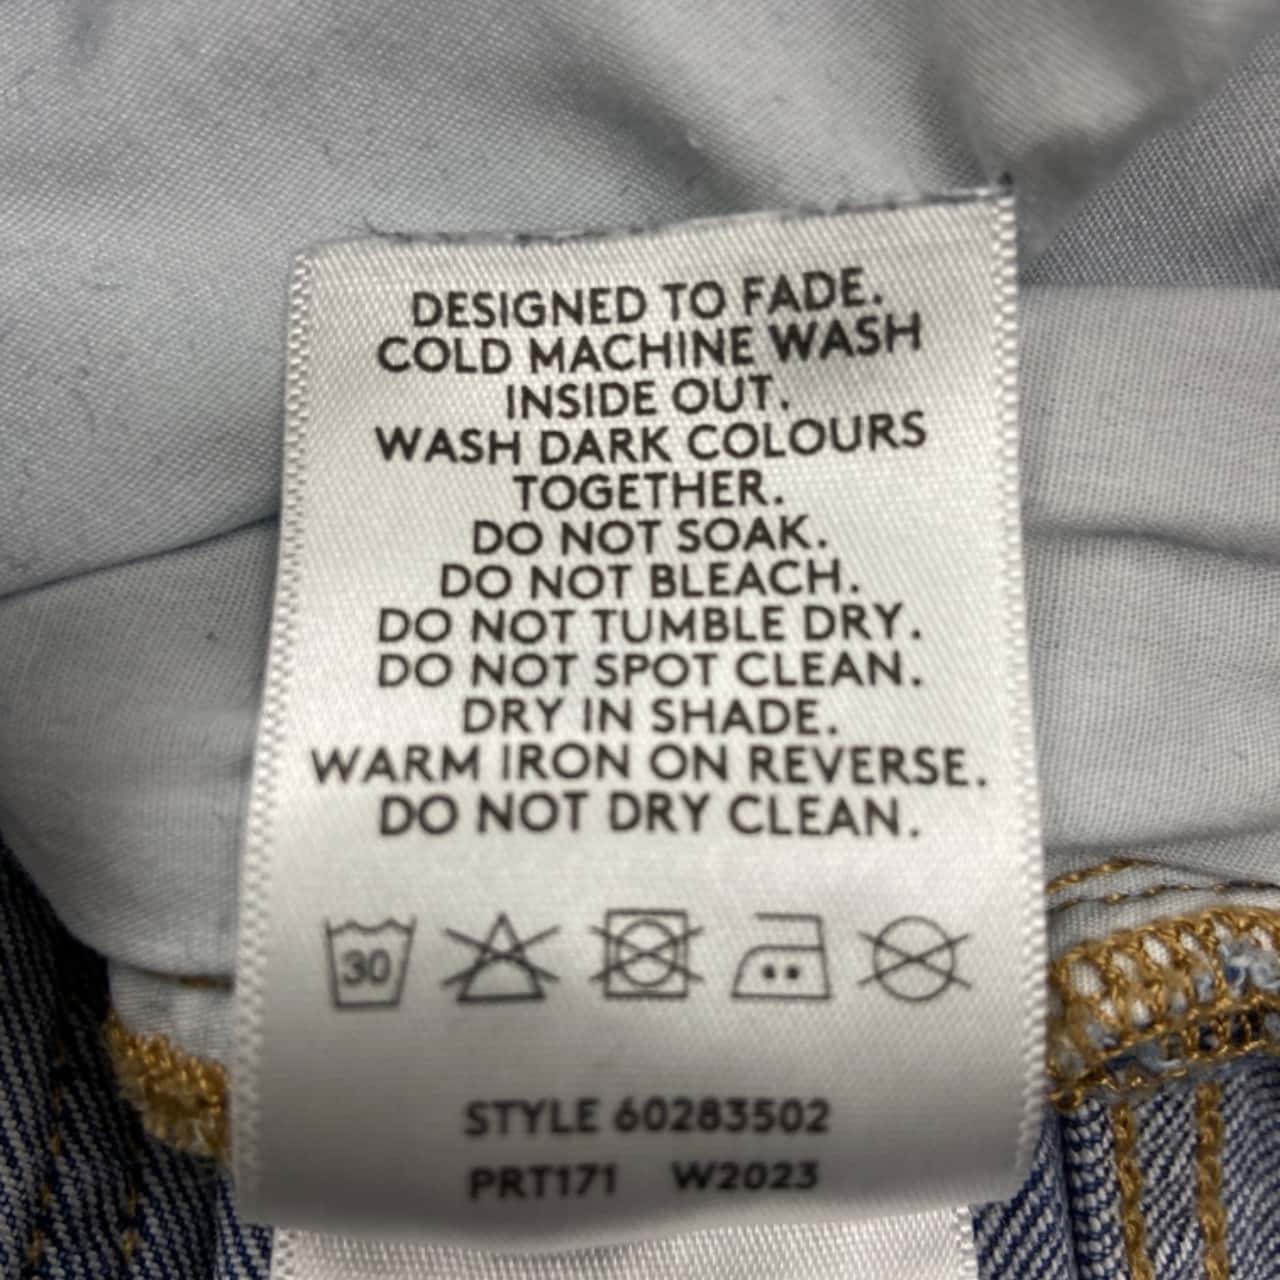 DESIGNED TO FADE.
COLD MACHINE WASH
INSIDE OUT.
WASH DARK COLOURS
TOGETHER.
DO NOT SOAK.
DO NOT BLEACH.
DO NOT TUMBLE DRY.
DO NOT SPOT CLEAN.
DRY IN SHADE.
WARM IRON ON REVERSE.
DO NOT DRY CLEAN.
30
STYLE 60283502
PRT171 W2023